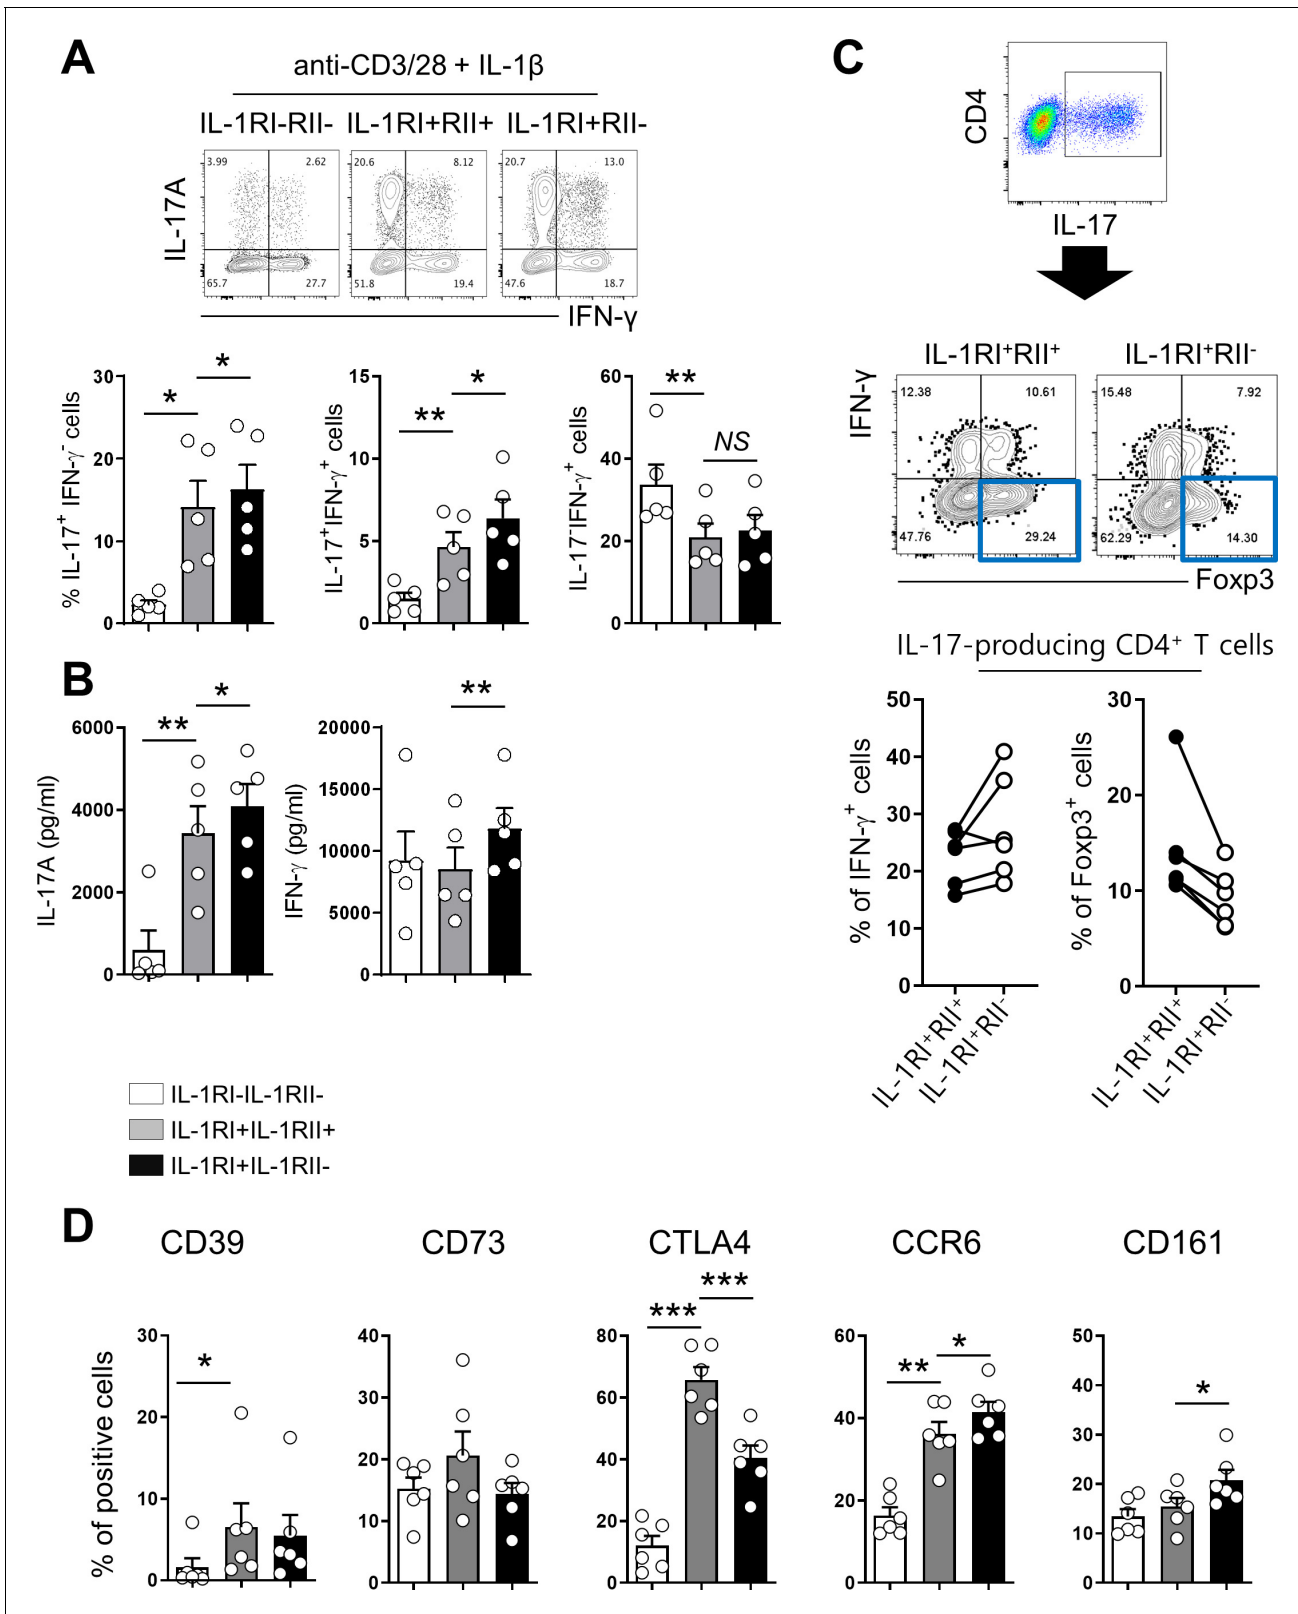 A
anti-CD3/28 + IL-1β
IL-1RI-RII- IL-1RI+RII+ IL-1RI+RII-
3.99 2.62 20.6 8.12 20.7 13.0
IL-17A
65.7 27.7 51.8 19.4 47.6 18.7
IFN-γ
* * ** * ** NS
% IL-17+ IFN-γ- cells
30
20
10
0
IL-17+IFN-γ+ cells
15
10
5
0
IL-17-IFN-γ+ cells
60
40
20
0
B
** * **
IL-17A (pg/ml)
6000
4000
2000
0
IFN-γ (pg/ml)
20000
15000
10000
5000
0
IL-1RI-IL-1RII-
IL-1RI+IL-1RII+
IL-1RI+IL-1RII-
C
CD4
IL-17
IL-1RI+RII+ IL-1RI+RII-
IFN-γ
12.38 10.61 15.48 7.92
47.76 29.24 62.29 14.30
Foxp3
IL-17-producing CD4+ T cells
% of IFN-γ+ cells
50
40
30
20
10
0
IL-1RI+RII+
IL-1RI+RII-
% of Foxp3+ cells
30
20
10
0
IL-1RI+RII+
IL-1RI+RII-
D
CD39 CD73 CTLA4 CCR6 CD161
* *** *** ** * *
% of positive cells
30
20
10
0
40
30
20
10
0
80
60
40
20
0
60
40
20
0
50
40
30
20
10
0